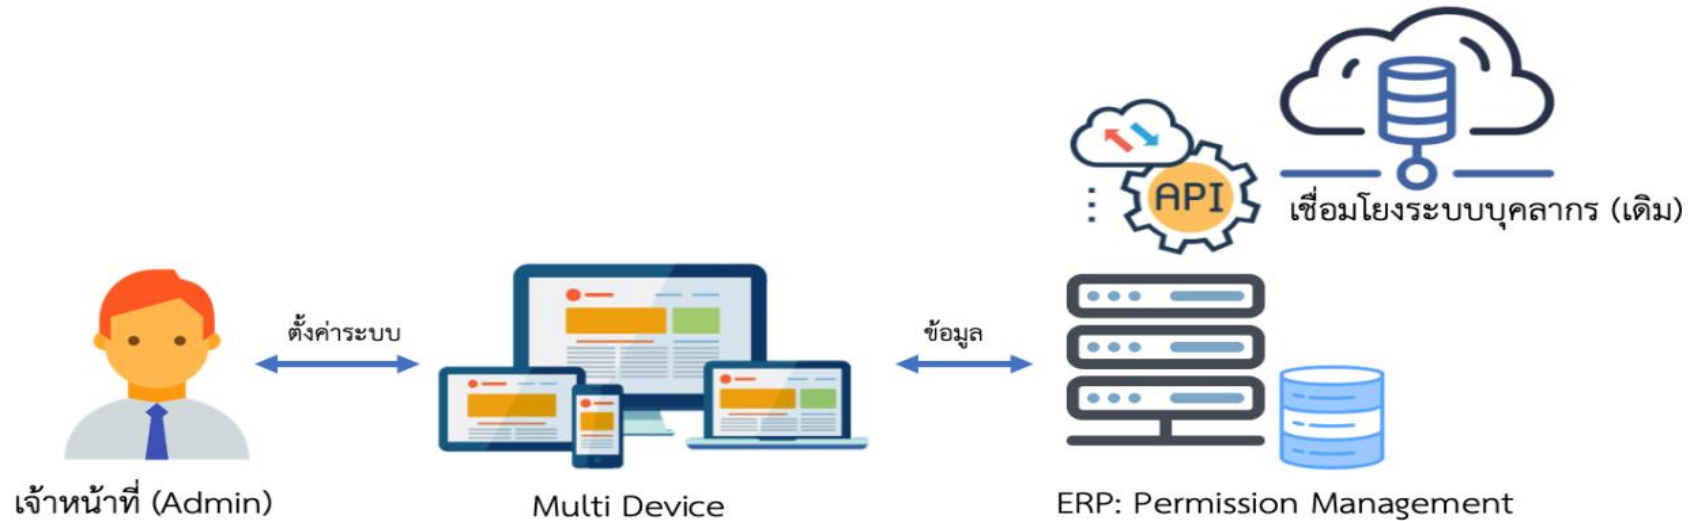 API
เชื่อมโยงระบบบุคลากร (เดิม)
ตั้งค่าระบบ
ข้อมูล
เจ้าหน้าที่ (Admin)
Multi Device
ERP: Permission Management